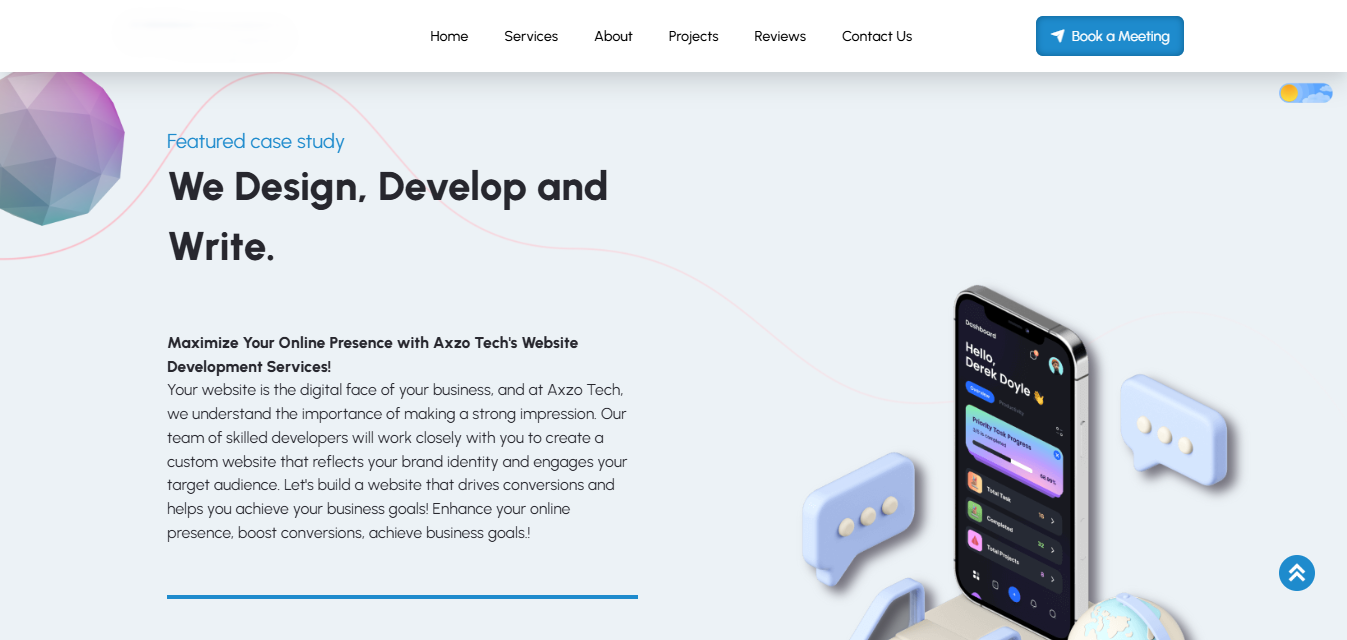 Home Services About Projects Reviews Contact Us Book a Meeting
Featured case study
We Design, Develop and
Write.
Maximize Your Online Presence with Axzo Tech's Website
Development Services!
Your website is the digital face of your business, and at Axzo Tech,
we understand the importance of making a strong impression. Our
team of skilled developers will work closely with you to create a
custom website that reflects your brand identity and engages your
target audience. Let's build a website that drives conversions and
helps you achieve your business goals! Enhance your online
presence, boost conversions, achieve business goals.!
Dashboard
Hello,
Derek Doyle 👋
Overview Productivity
Priority Task Progress
is completed
Total Task
Completed 32
Total Projects